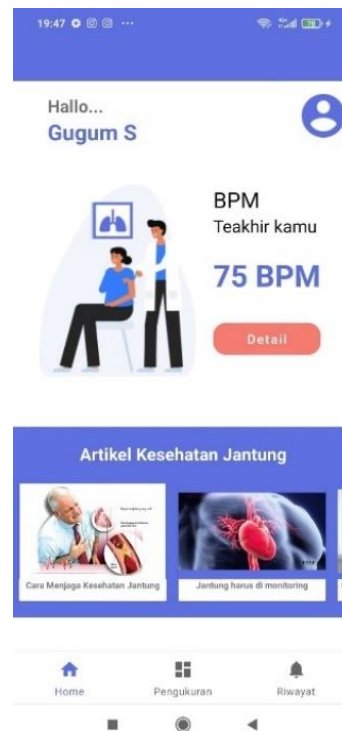 19:47
78
Hallo...
Gugum S
BPM
Teakhir kamu
75 BPM
Detail
Artikel Kesehatan Jantung
Cara Menjaga Kesehatan Jantung
Jantung harus di monitoring
Home
Pengukuran
Riwayat